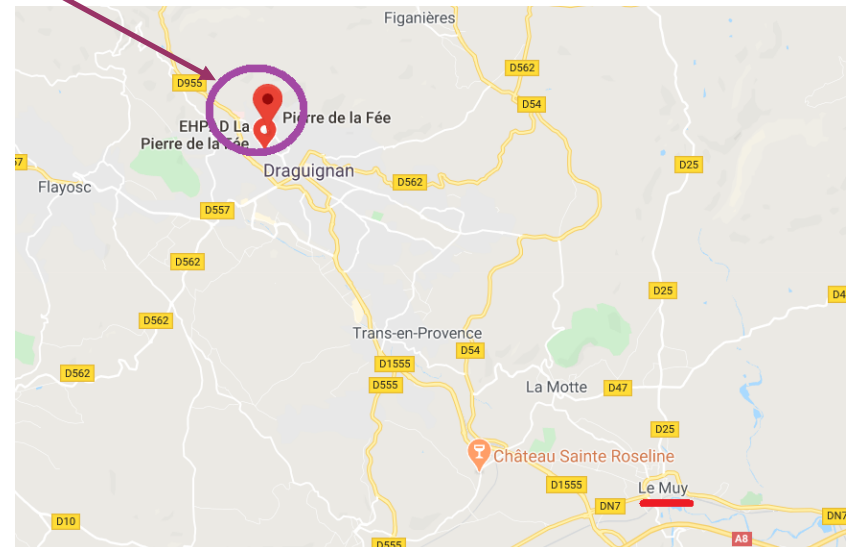 Figanières
D562
D955
D54
Pierre de la Fée
EHPAD La
Pierre de la Fée
D25
Draguignan
D562
Flayosc
D557
D562
D25
D562
Trans-en-Provence
D54
D1555
D562
D555
La Motte
D47
D25
Château Sainte Roseline
D1555
Le Muy
DN7
D10
DN7
A8
D555